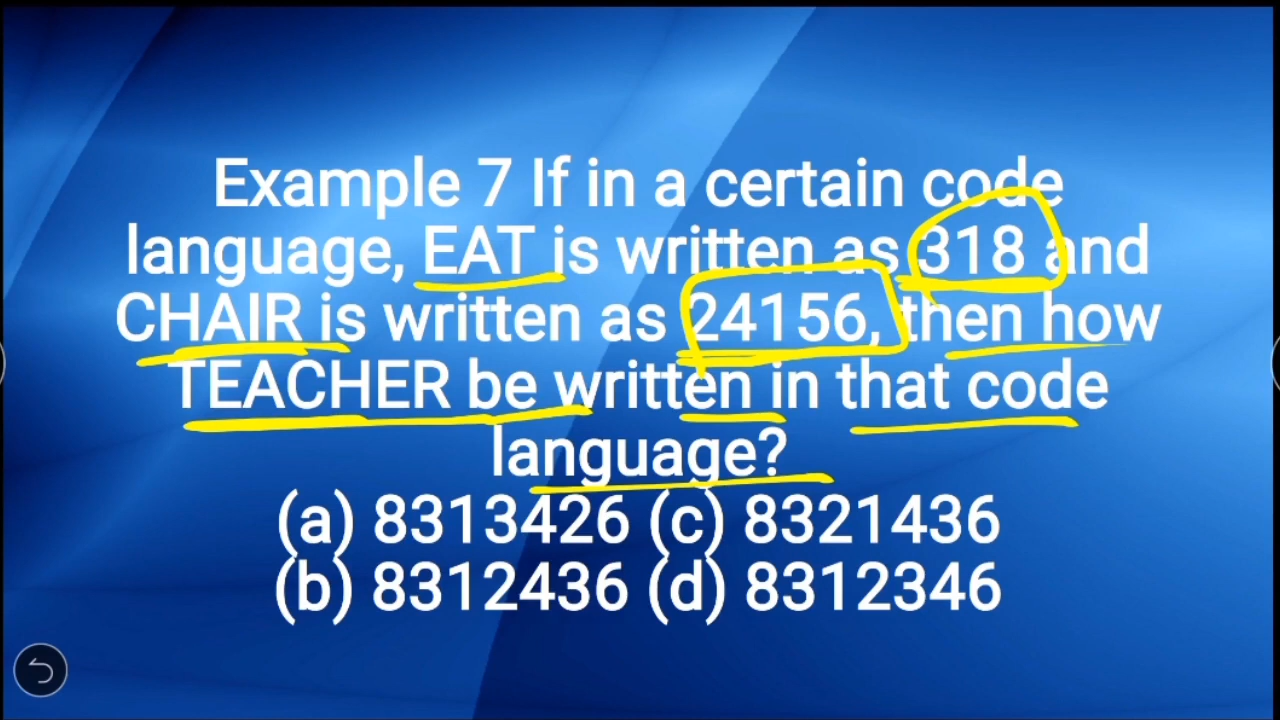 Example 7 If in a certain code
language, EAT is written as 318 and
CHAIR is written as 24156, then how
TEACHER be written in that code
language?
(a) 8313426 (c) 8321436
(b) 8312436 (d) 8312346